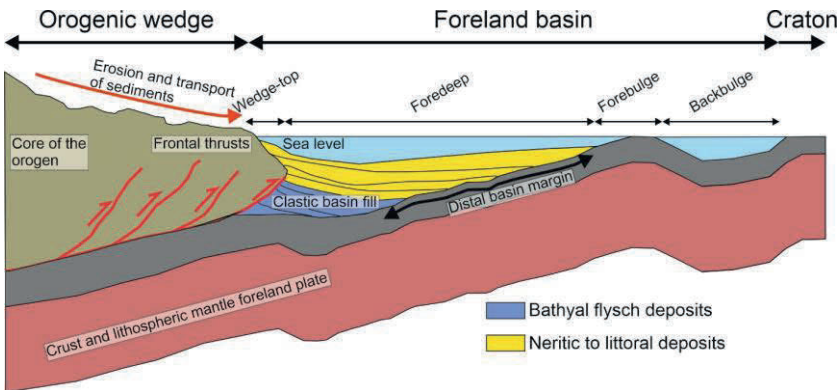 Orogenic wedge
Foreland basin
Craton
Erosion and transport
of sediments
Wedge-top
Foredeep
Forebulge
Backbulge
Core of the
orogen
Frontal thrusts
Sea level
Clastic basin fill
Distal basin margin
Crust and lithospheric mantle foreland plate
Bathyal flysch deposits
Neritic to littoral deposits